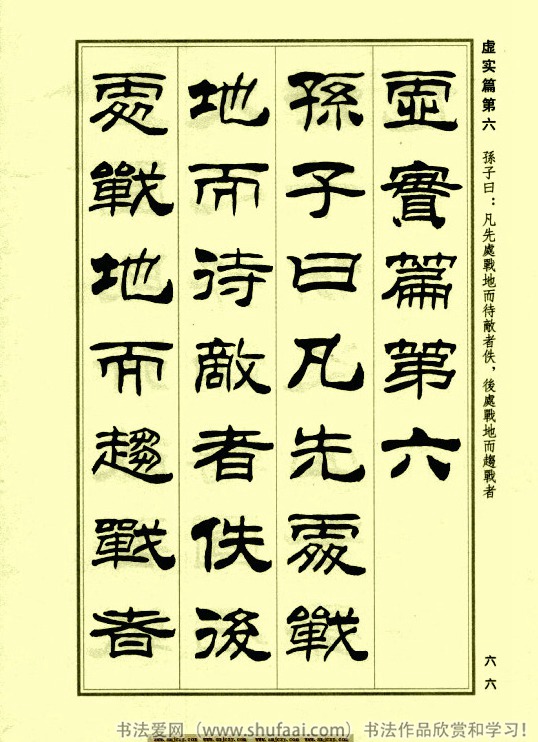 虚实篇第六 孫子曰：凡先處戰地而待敵者佚，後處戰地而趨戰者
虛實篇第六
孫子曰凡先處戰
地而待敵者佚後
處戰地而趨戰者
六六
书法爱网（www.shufaai.com）书法作品欣赏和学习！